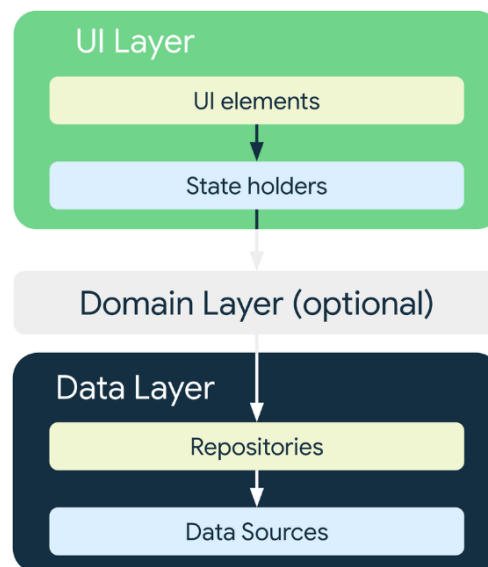 UI Layer
UI elements
State holders
Domain Layer (optional)
Data Layer
Repositories
Data Sources